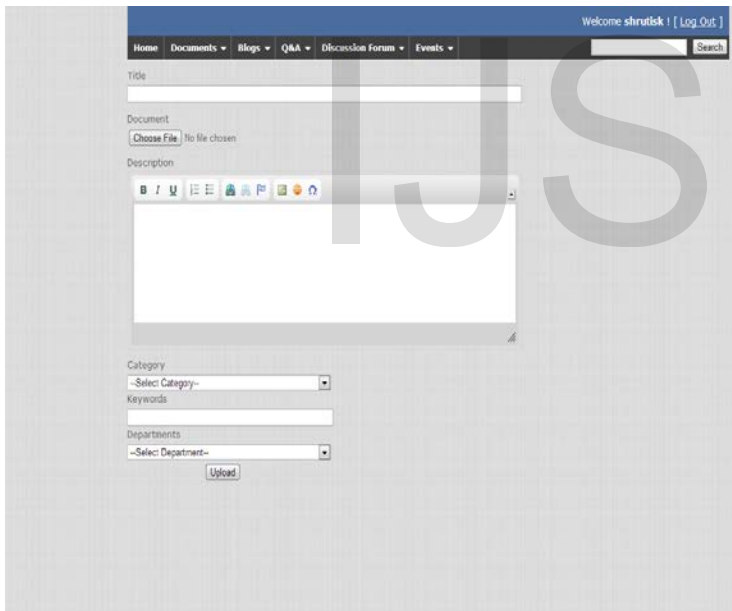 Welcome shrutisk ! [ Log Out ]
Home Documents Blogs Q&A Discussion Forum Events Search
Title
Document
Choose File No file chosen
Description
B I U
Category
--Select Category--
Keywords
Departments
--Select Department--
Upload
IJS